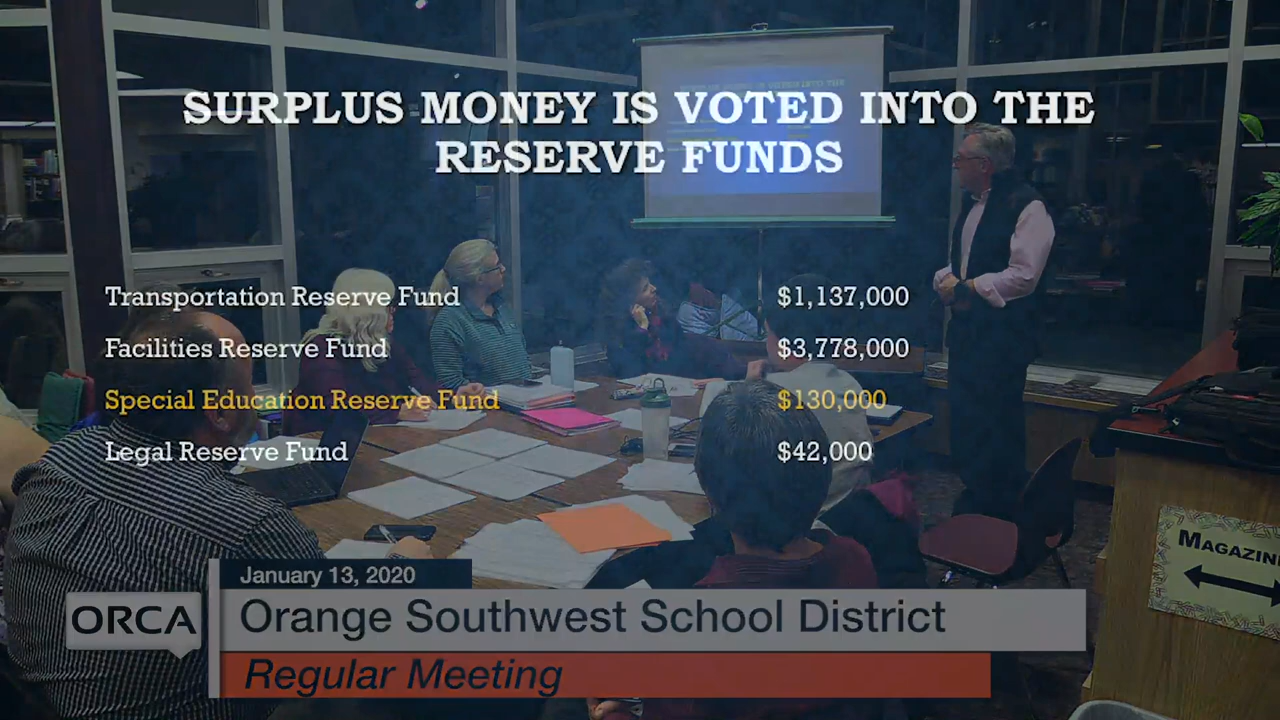 SURPLUS MONEY IS VOTED INTO THE
RESERVE FUNDS
Transportation Reserve Fund $1,137,000
Facilities Reserve Fund $3,778,000
Special Education Reserve Fund $130,000
Legal Reserve Fund $42,000
January 13, 2020
ORCA
Orange Southwest School District
Regular Meeting